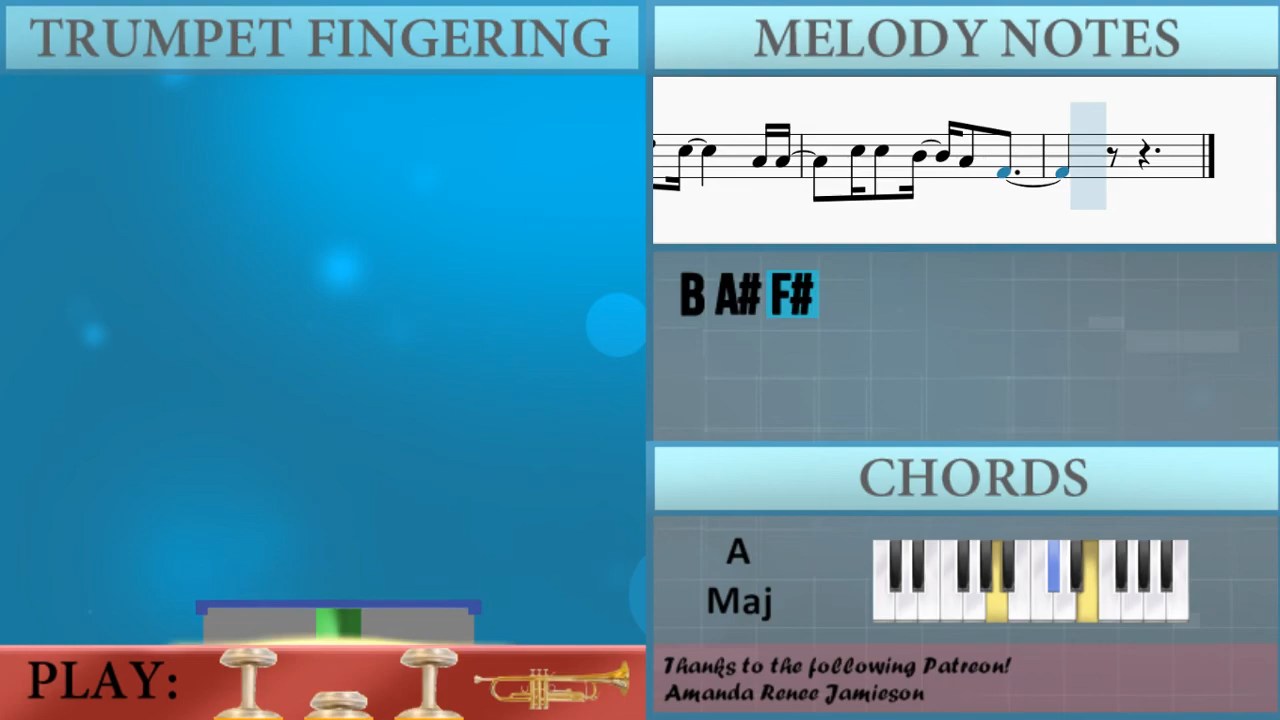 TRUMPET FINGERING
MELODY NOTES
B A# F#
CHORDS
A
Maj
PLAY:
Thanks to the following Patreon!
Amanda Renee Jamieson